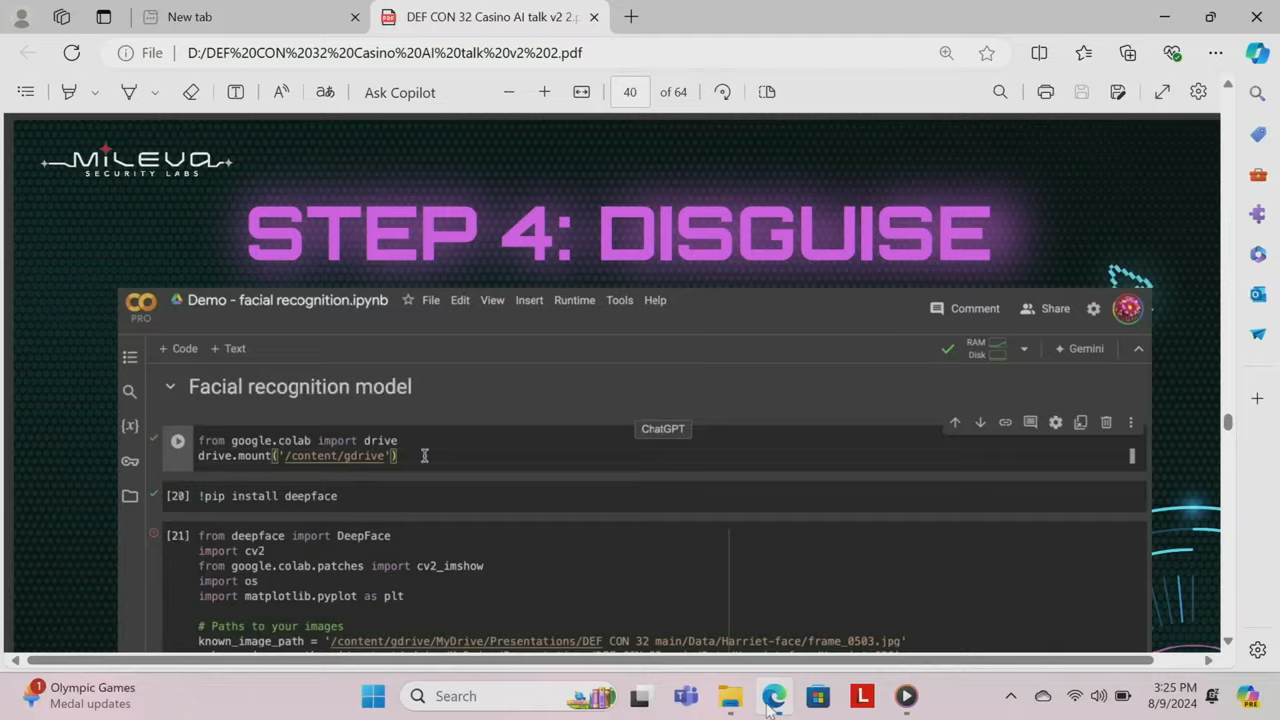 New tab
DEF CON 32 Casino AI talk v2 2.p
File
D:/DEF%20CON%2032%20Casino%20AI%20talk%20v2%202.pdf
Ask Copilot
40 of 64
MILEVA
SECURITY LABS
STEP 4: DISGUISE
PRO
Demo - facial recognition.ipynb
File Edit View Insert Runtime Tools Help
Comment
Share
+ Code + Text
RAM
Disk
Gemini
Facial recognition model
ChatGPT
from google.colab import drive
drive.mount('/content/gdrive')
[20] !pip install deepface
[21] from deepface import DeepFace
import cv2
from google.colab.patches import cv2_imshow
import os
import matplotlib.pyplot as plt
# Paths to your images
known_image_path = '/content/gdrive/MyDrive/Presentations/DEF CON 32 main/Data/Harriet-face/frame_0503.jpg'
1
Olympic Games
Medal updates
Search
L
3:25 PM
8/9/2024
PRE